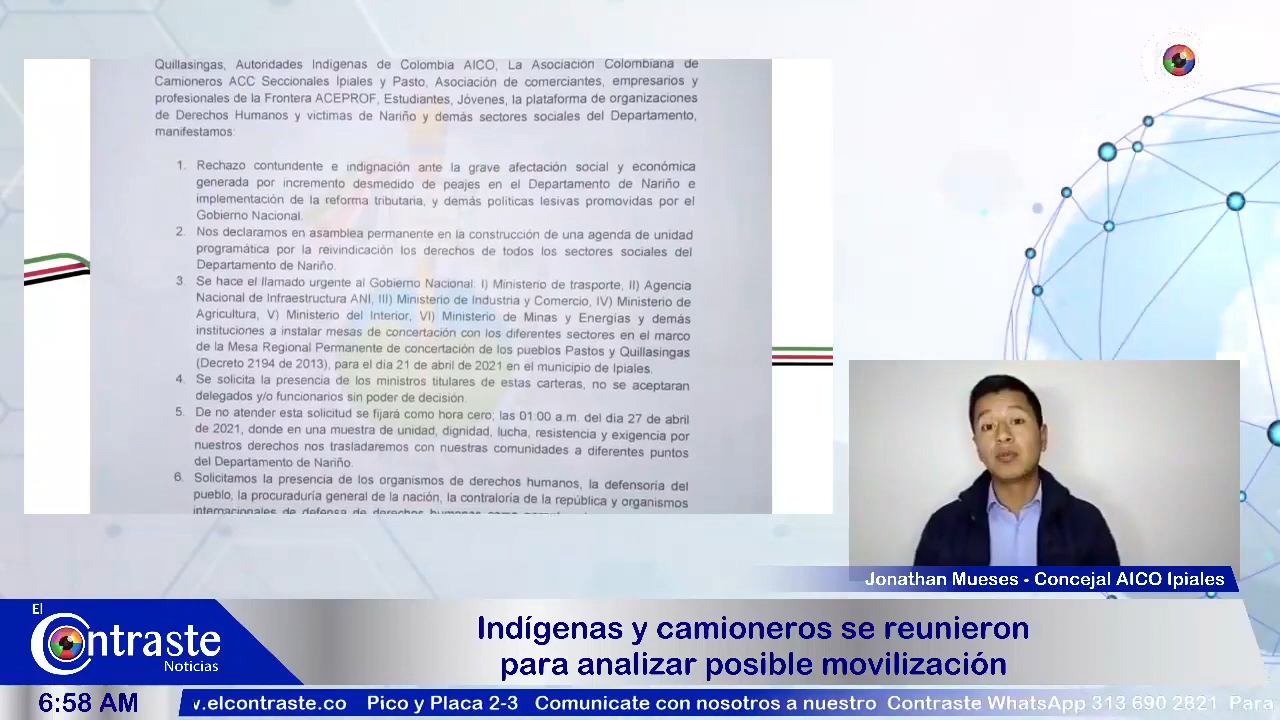 Quillasingas, Autoridades Indígenas de Colombia AICO, La Asociación Colombiana de
Camioneros ACC Seccionales Ipiales y Pasto, Asociación de comerciantes, empresarios y
profesionales de la Frontera ACEPROF, Estudiantes, Jóvenes, la plataforma de organizaciones
de Derechos Humanos y victimas de Nariño y demás sectores sociales del Departamento,
manifestamos:
1. Rechazo contundente e indignación ante la grave afectación social y económica
generada por incremento desmedido de peajes en el Departamento de Nariño e
implementación de la reforma tributaria, y demás políticas lesivas promovidas por el
Gobierno Nacional.
2. Nos declaramos en asamblea permanente en la construcción de una agenda de unidad
programática por la reivindicación los derechos de todos los sectores sociales del
Departamento de Nariño.
3. Se hace el llamado urgente al Gobierno Nacional: I) Ministerio de trasporte, II) Agencia
Nacional de Infraestructura ANI, III) Ministerio de Industria y Comercio, IV) Ministerio de
Agricultura, V) Ministerio del Interior, VI) Ministerio de Minas y Energías y demás
instituciones a instalar mesas de concertación con los diferentes sectores en el marco
de la Mesa Regional Permanente de concertación de los pueblos Pastos y Quillasingas
(Decreto 2194 de 2013), para el día 21 de abril de 2021 en el municipio de Ipiales.
4. Se solicita la presencia de los ministros titulares de estas carteras, no se aceptaran
delegados y/o funcionarios sin poder de decisión.
5. De no atender esta solicitud se fijará como hora cero; las 01:00 a.m. del día 27 de abril
de 2021, donde en una muestra de unidad, dignidad, lucha, resistencia y exigencia por
nuestros derechos nos trasladaremos con nuestras comunidades a diferentes puntos
del Departamento de Nariño.
6. Solicitamos la presencia de los organismos de derechos humanos, la defensoría del
pueblo, la procuraduría general de la nación, la contraloría de la república y organismos
internacionales de defensa de derechos humanos como
Jonathan Mueses - Concejal AICO Ipiales
El
Contraste
Noticias
Indígenas y camioneros se reunieron
para analizar posible movilización
6:58 AM
w.elcontraste.co Pico y Placa 2-3 Comunicate con nosotros a nuestro Contraste WhatsApp 313 690 2821 Para